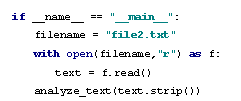 if __name__ == "__main__":
    filename = "file2.txt"
    with open(filename,"r") as f:
        text = f.read()
    analyze_text(text.strip())